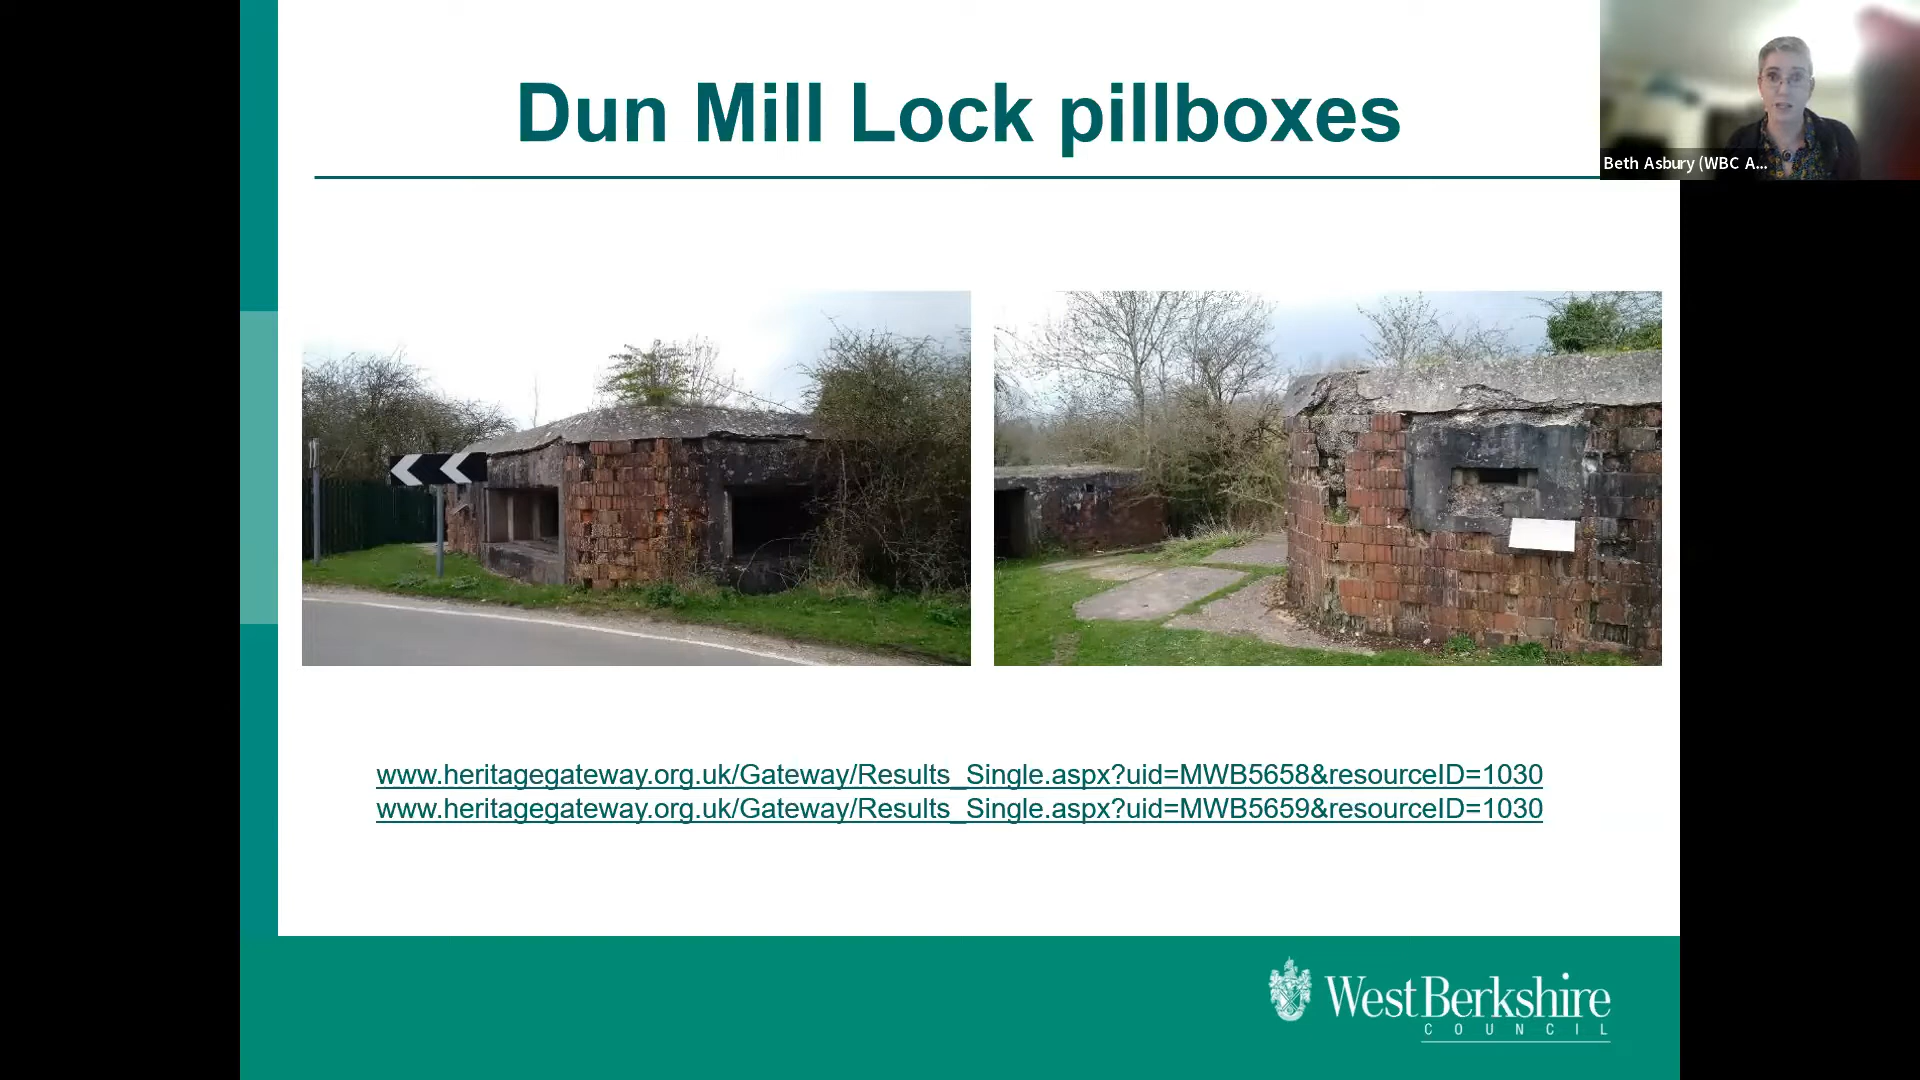 Dun Mill Lock pillboxes
Beth Asbury (WBC A...
www.heritagegateway.org.uk/Gateway/Results_Single.aspx?uid=MWB5658&resourceID=1030
www.heritagegateway.org.uk/Gateway/Results_Single.aspx?uid=MWB5659&resourceID=1030
West Berkshire
COUNCIL